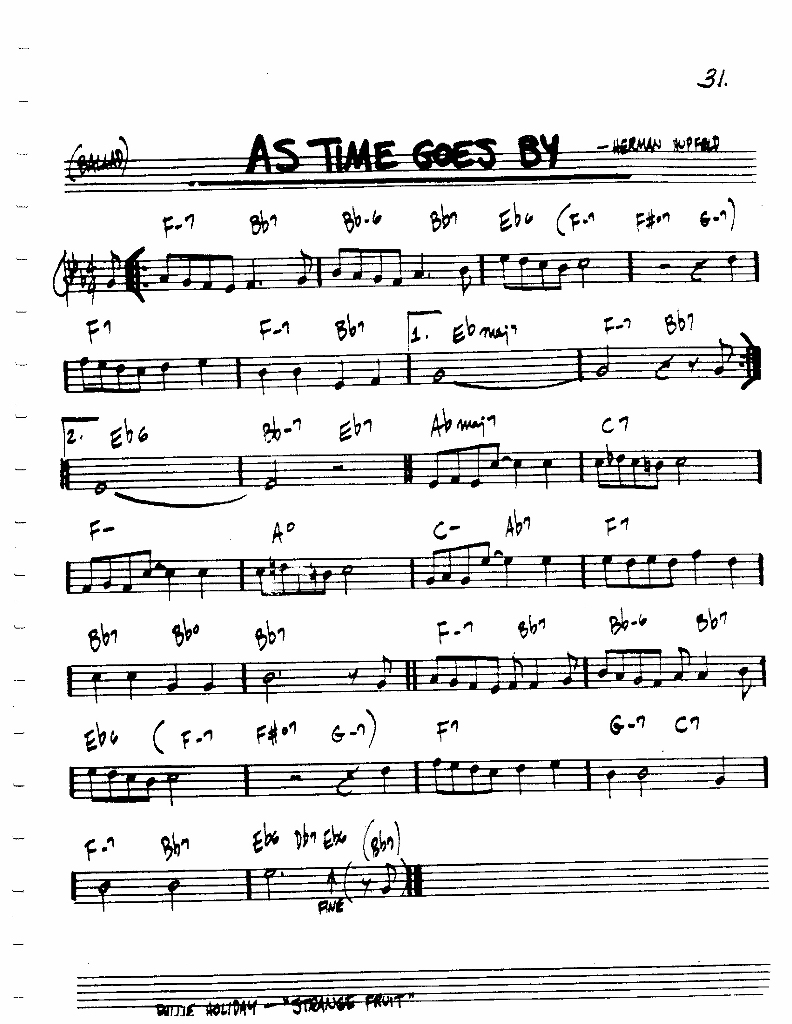 31.
(BALLAD) AS TIME GOES BY - HERMAN HUPFELD
F-7 Bb7 Bb-6 Bb7 Eb6 (F-7 F#o7 G-7)
F7 F-7 Bb7 1. Eb maj7 F-7 Bb7
2. Eb6 Bb-7 Eb7 Ab maj7 C7
F- Ao C- Ab7 F7
Bb7 Bbo Bb7 F-7 Bb7 Bb-6 Bb7
Eb6 (F-7 F#o7 G-7) F7 G-7 C7
F-7 Bb7 Eb6 Db7 Eb6 (Bb7)
FINE
BILLIE HOLIDAY - "STRANGE FRUIT"